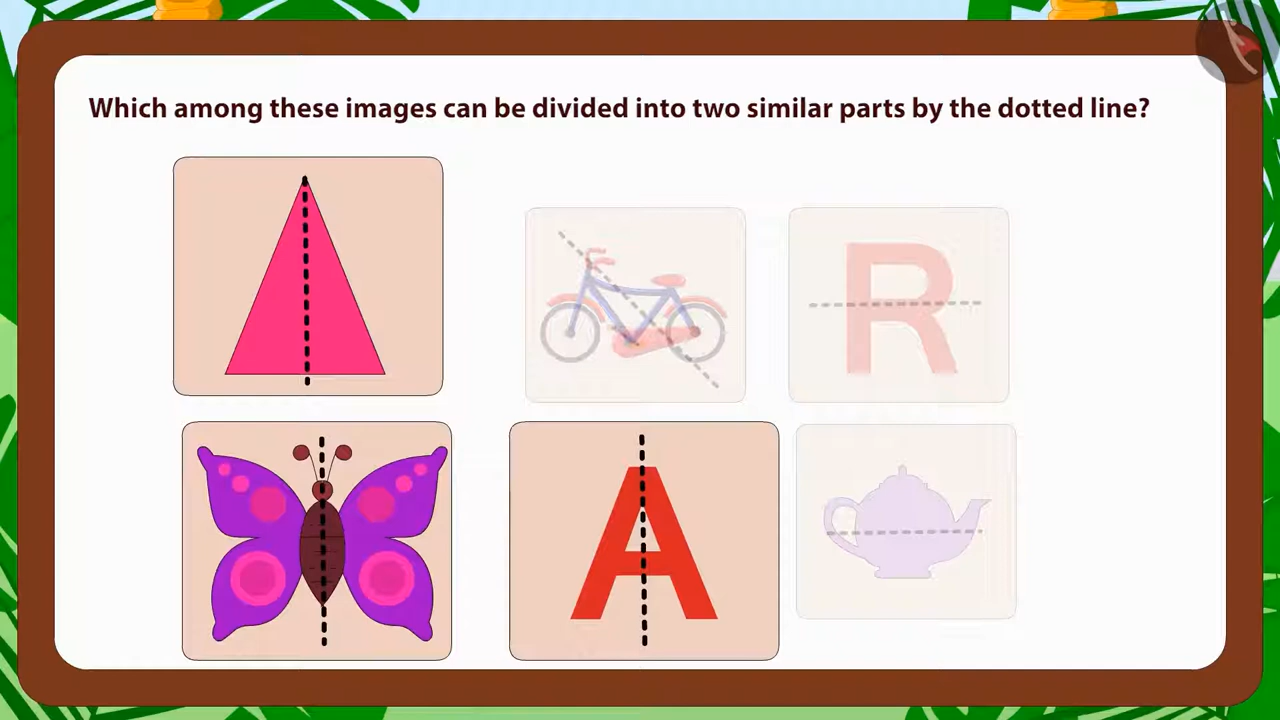 Which among these images can be divided into two similar parts by the dotted line?
R
A